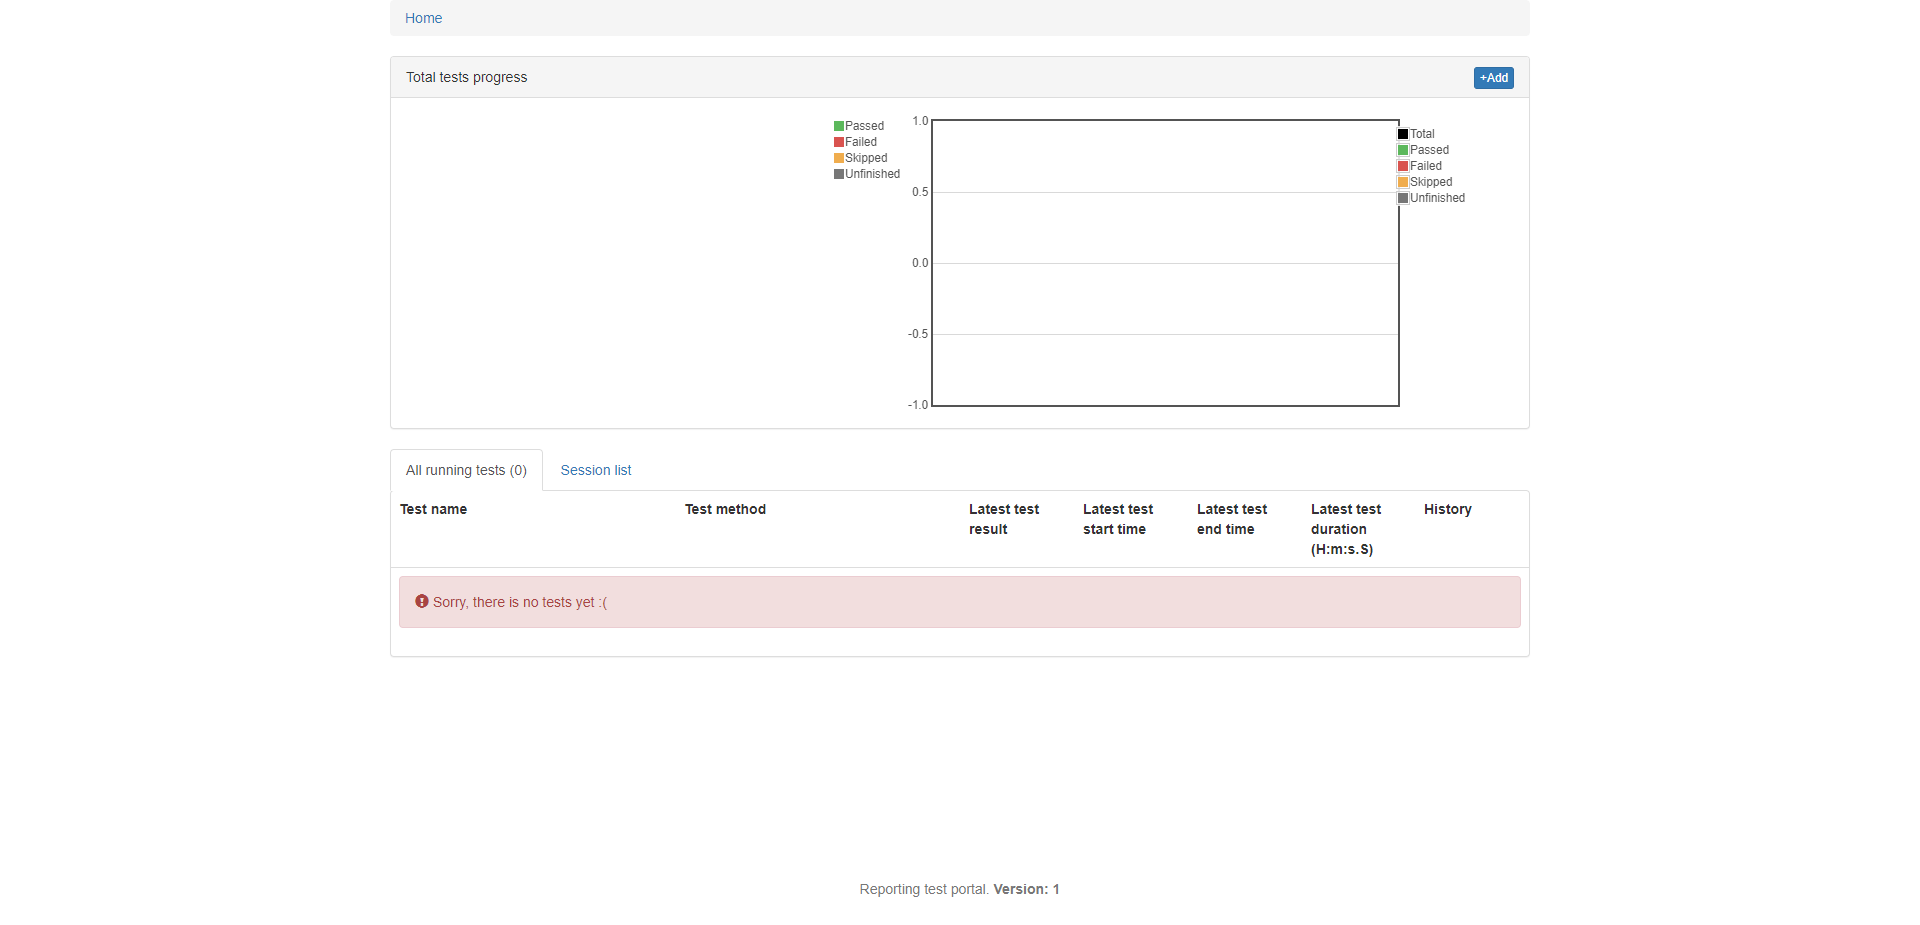 Home
Total tests progress
+Add
Passed
Failed
Skipped
Unfinished
1.0
0.5
0.0
-0.5
-1.0
Total
Passed
Failed
Skipped
Unfinished
All running tests (0)
Session list
Test name
Test method
Latest test
result
Latest test
start time
Latest test
end time
Latest test
duration
(H:m:s.S)
History
Sorry, there is no tests yet :(
Reporting test portal. Version: 1